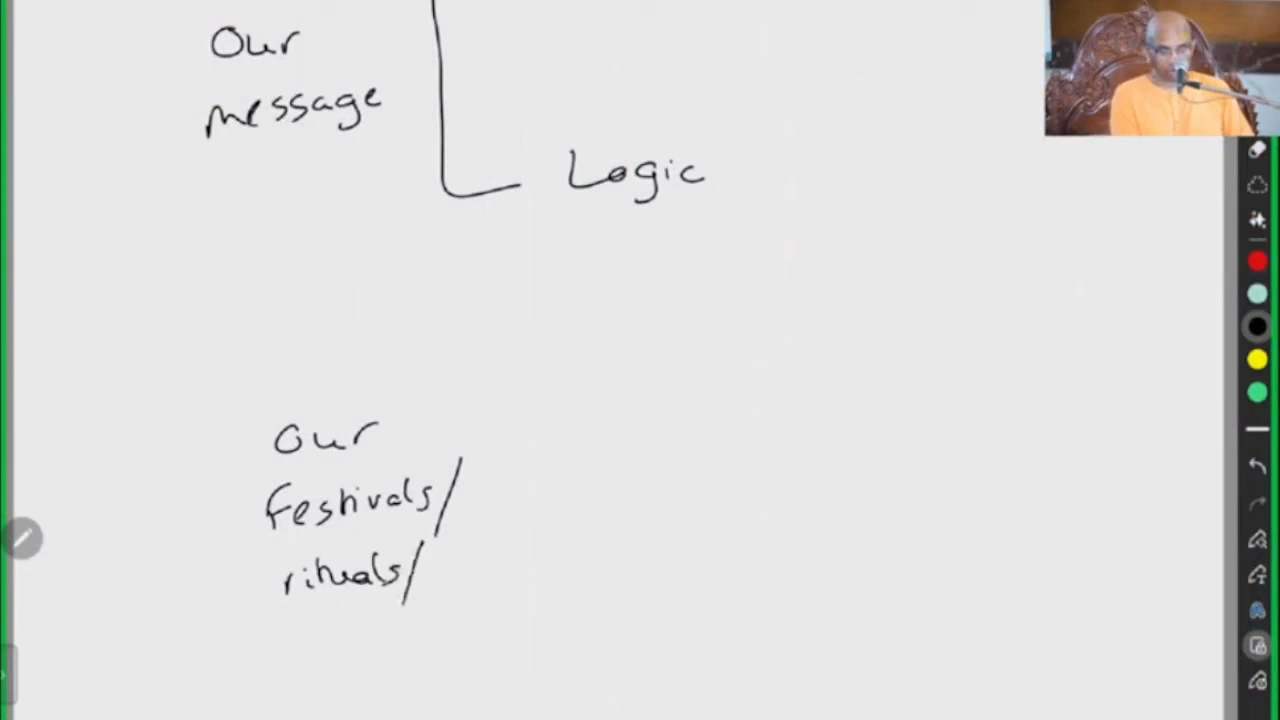 Our
message
Logic
Our
festivals/
rituals/